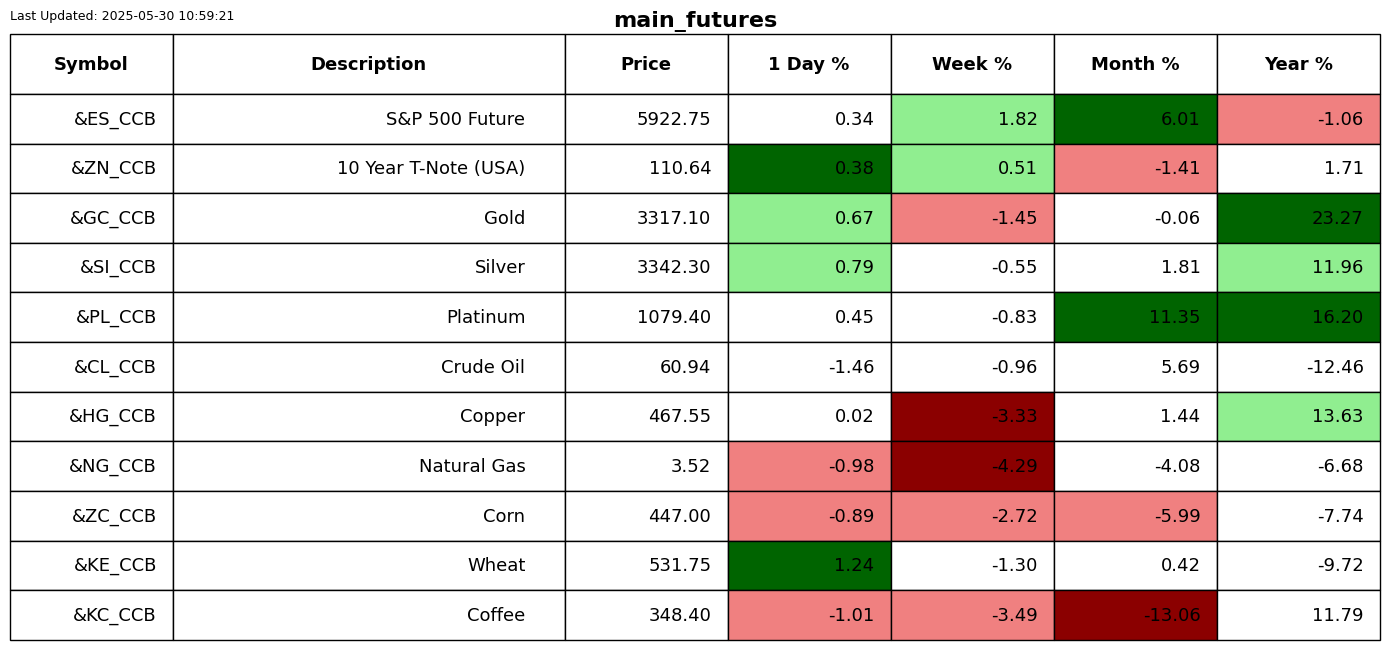 Last Updated: 2025-05-30 10:59:21
main_futures
Symbol Description Price 1 Day % Week % Month % Year %
&ES_CCB S&P 500 Future 5922.75 0.34 1.82 6.01 -1.06
&ZN_CCB 10 Year T-Note (USA) 110.64 0.38 0.51 -1.41 1.71
&GC_CCB Gold 3317.10 0.67 -1.45 -0.06 23.27
&SI_CCB Silver 3342.30 0.79 -0.55 1.81 11.96
&PL_CCB Platinum 1079.40 0.45 -0.83 11.35 16.20
&CL_CCB Crude Oil 60.94 -1.46 -0.96 5.69 -12.46
&HG_CCB Copper 467.55 0.02 -3.33 1.44 13.63
&NG_CCB Natural Gas 3.52 -0.98 -4.29 -4.08 -6.68
&ZC_CCB Corn 447.00 -0.89 -2.72 -5.99 -7.74
&KE_CCB Wheat 531.75 1.24 -1.30 0.42 -9.72
&KC_CCB Coffee 348.40 -1.01 -3.49 -13.06 11.79